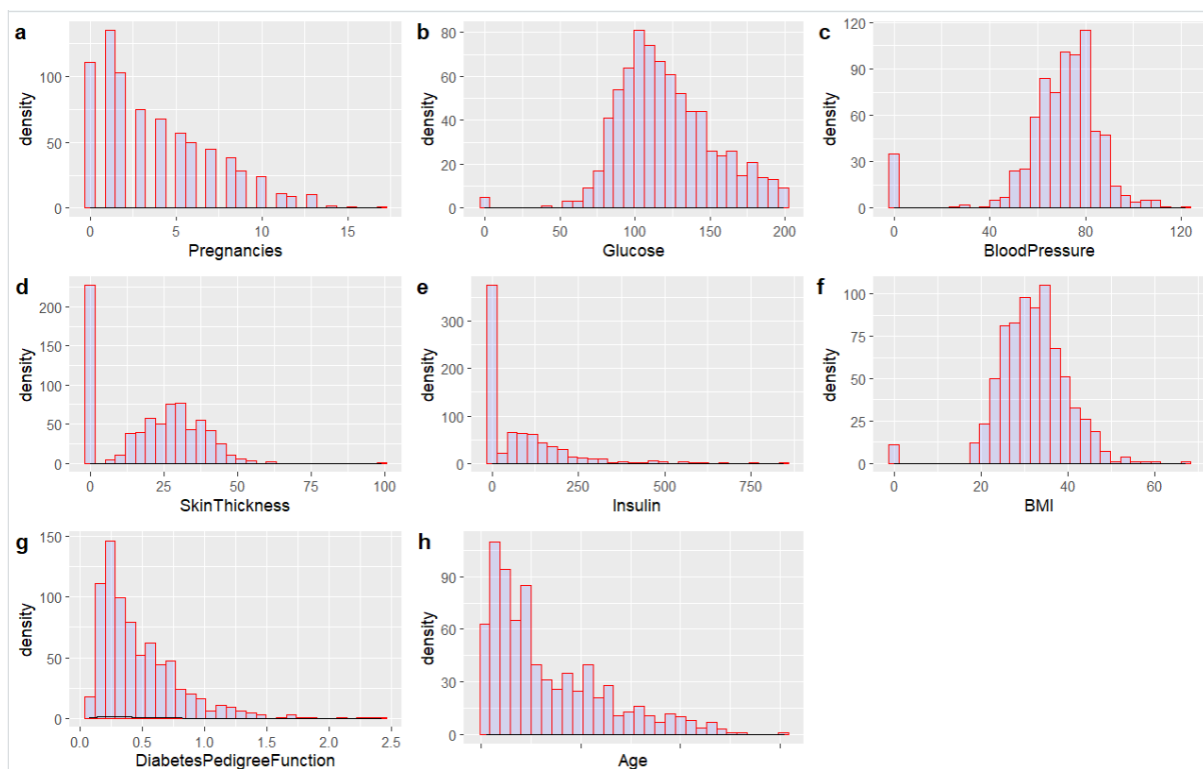 a
density
100
50
0
0 5 10 15
Pregnancies
b
density
80
60
40
20
0
0 50 100 150 200
Glucose
c
density
120
90
60
30
0
0 40 80 120
BloodPressure
d
density
200
150
100
50
0
0 25 50 75 100
SkinThickness
e
density
300
200
100
0
0 250 500 750
Insulin
f
density
100
75
50
25
0
0 20 40 60
BMI
g
density
150
100
50
0
0.0 0.5 1.0 1.5 2.0 2.5
DiabetesPedigreeFunction
h
density
90
60
30
0
Age